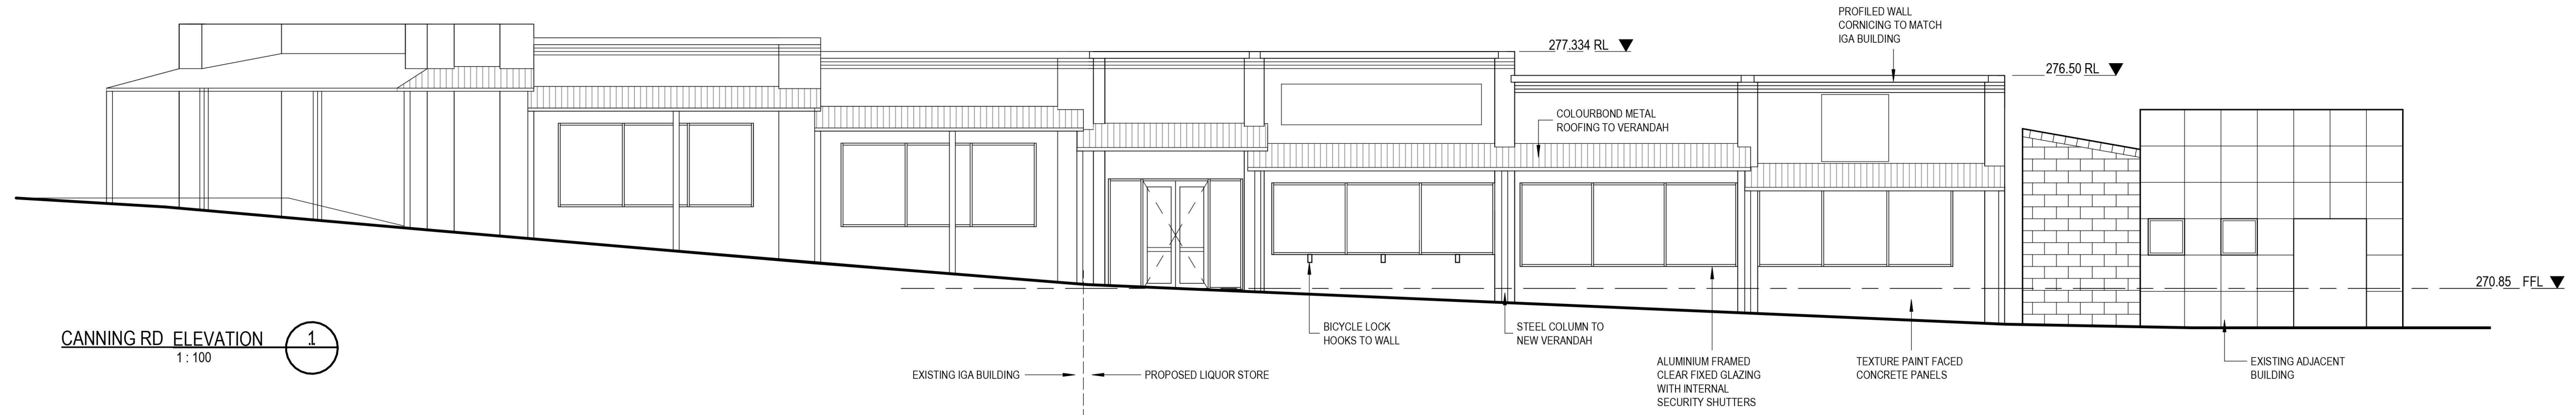 PROFILED WALL
CORNICING TO MATCH
IGA BUILDING
277.334 RL
276.50 RL
COLOURBOND METAL
ROOFING TO VERANDAH
270.85 FFL
CANNING RD ELEVATION
1 : 100
1
BICYCLE LOCK
HOOKS TO WALL
STEEL COLUMN TO
NEW VERANDAH
ALUMINIUM FRAMED
CLEAR FIXED GLAZING
WITH INTERNAL
SECURITY SHUTTERS
TEXTURE PAINT FACED
CONCRETE PANELS
EXISTING ADJACENT
BUILDING
EXISTING IGA BUILDING
PROPOSED LIQUOR STORE